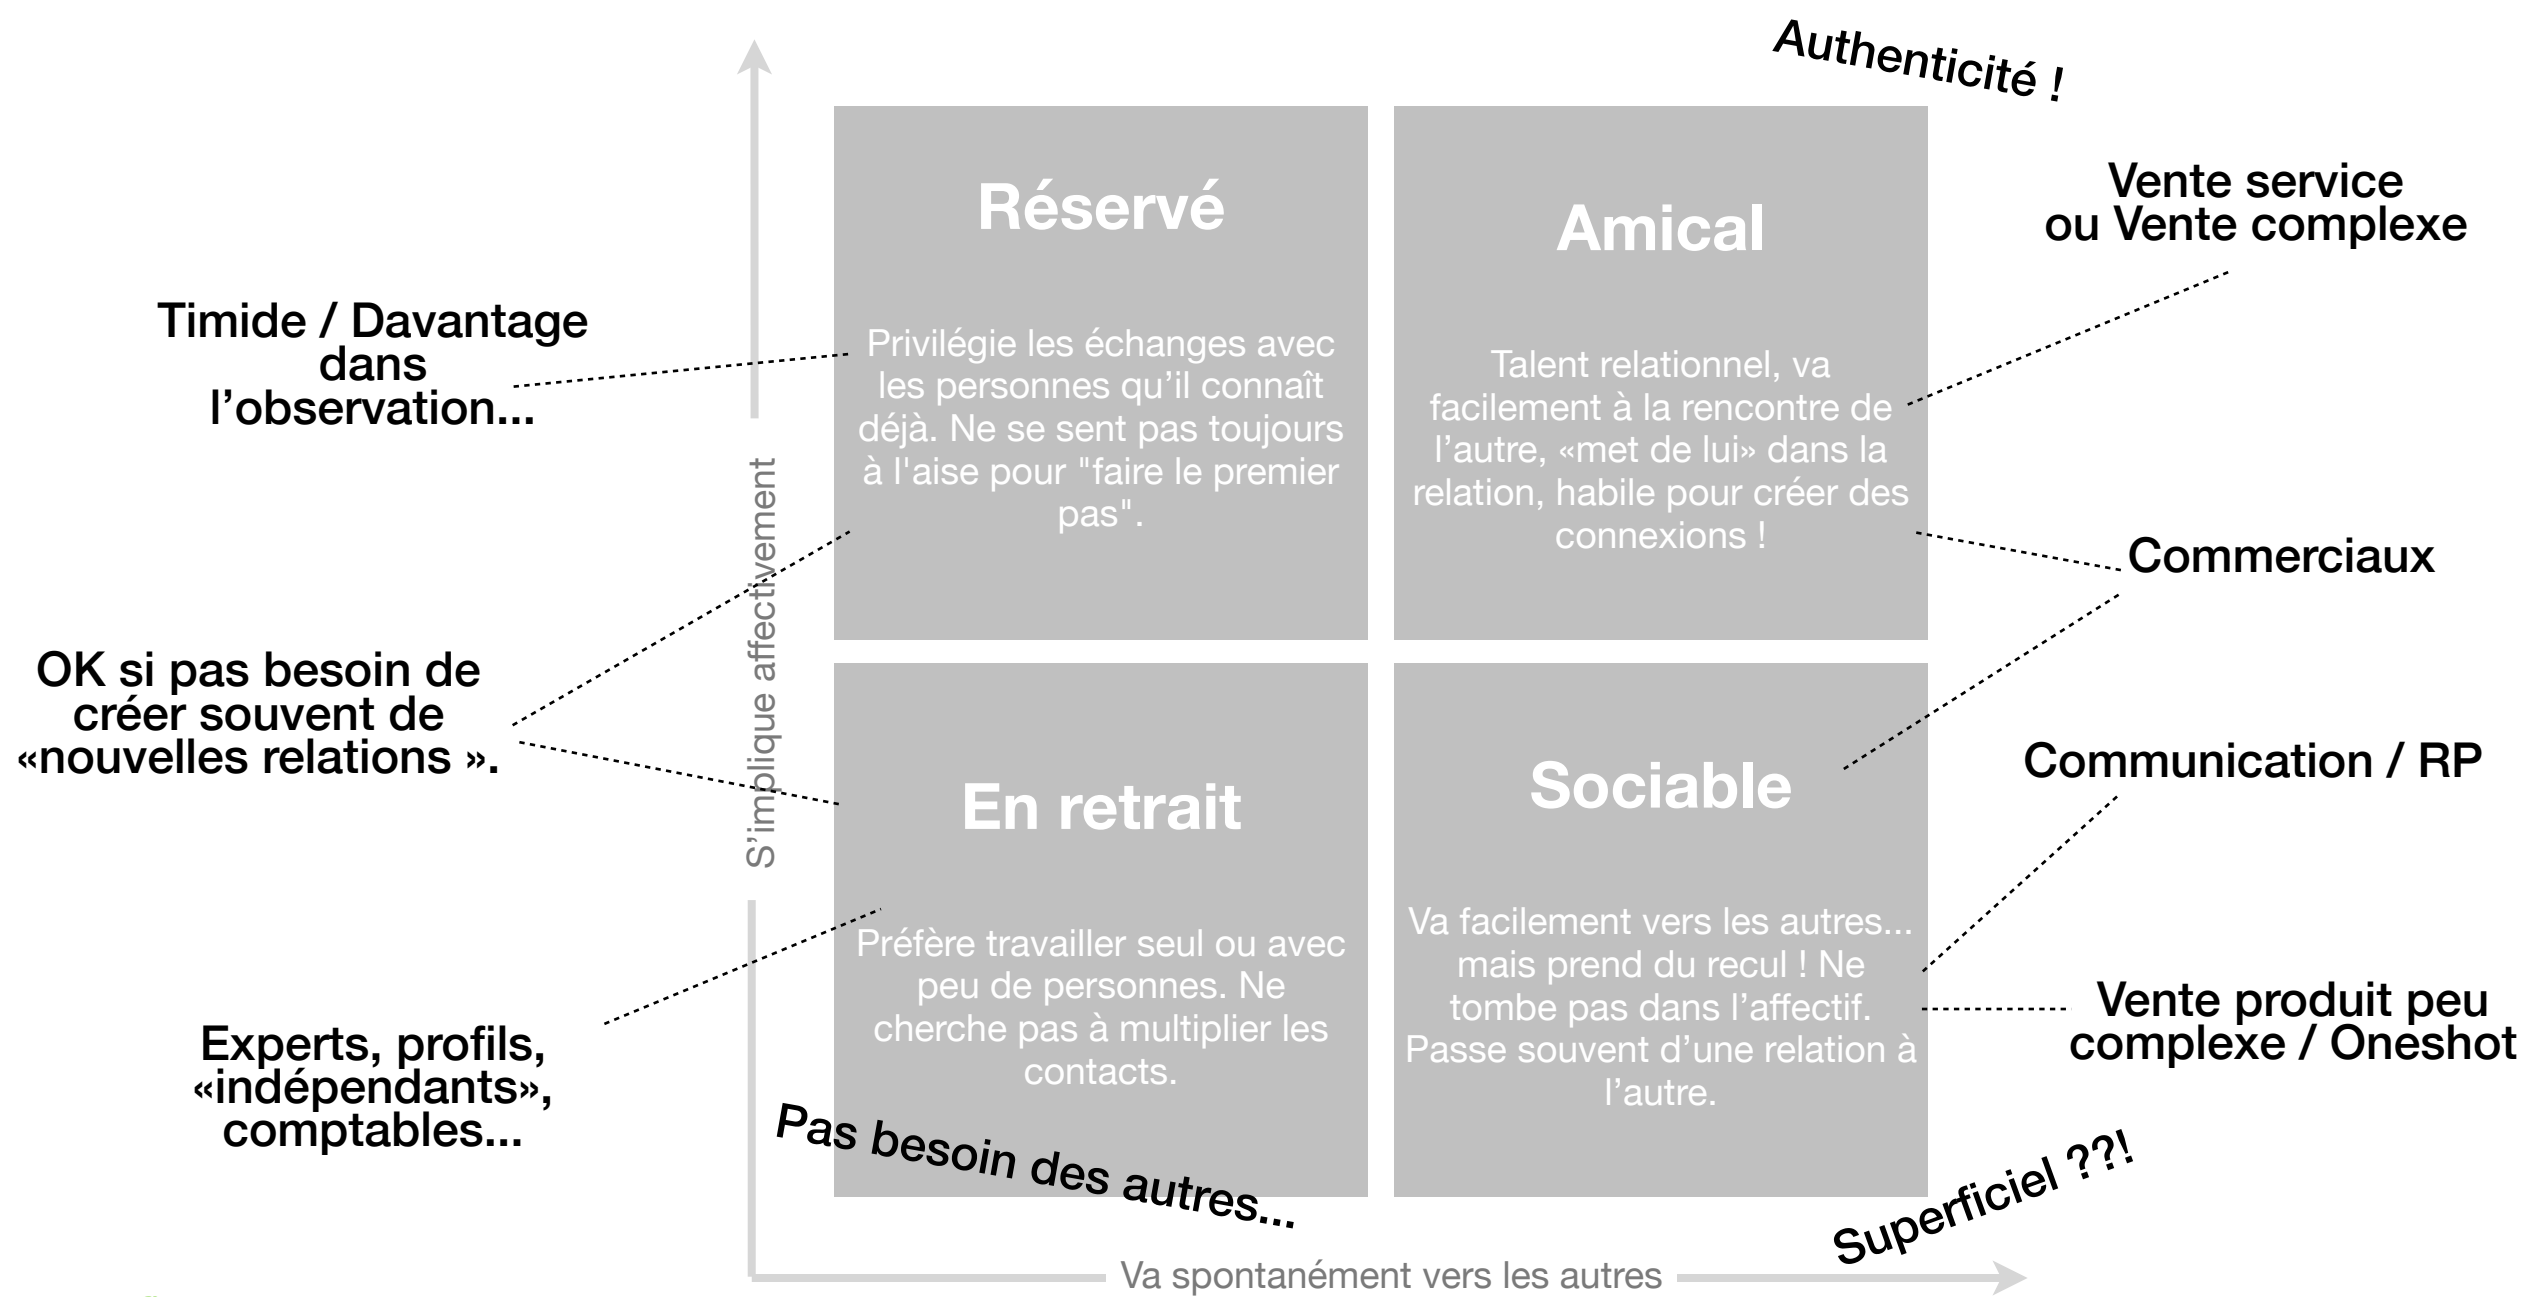 Authenticité !
Réservé
Privilégie les échanges avec
les personnes qu’il connaît
déjà. Ne se sent pas toujours
à l'aise pour "faire le premier
pas".
Amical
Talent relationnel, va
facilement à la rencontre de
l’autre, «met de lui» dans la
relation, habile pour créer des
connexions !
Vente service
ou Vente complexe
Timide / Davantage
dans
l’observation...
Commerciaux
S’implique affectivement
OK si pas besoin de
créer souvent de
«nouvelles relations ».
En retrait
Préfère travailler seul ou avec
peu de personnes. Ne
cherche pas à multiplier les
contacts.
Sociable
Va facilement vers les autres...
mais prend du recul ! Ne
tombe pas dans l’affectif.
Passe souvent d’une relation à
l’autre.
Communication / RP
Vente produit peu
complexe / Oneshot
Experts, profils,
«indépendants»,
comptables...
Pas besoin des autres...
Superficiel ??!
Va spontanément vers les autres